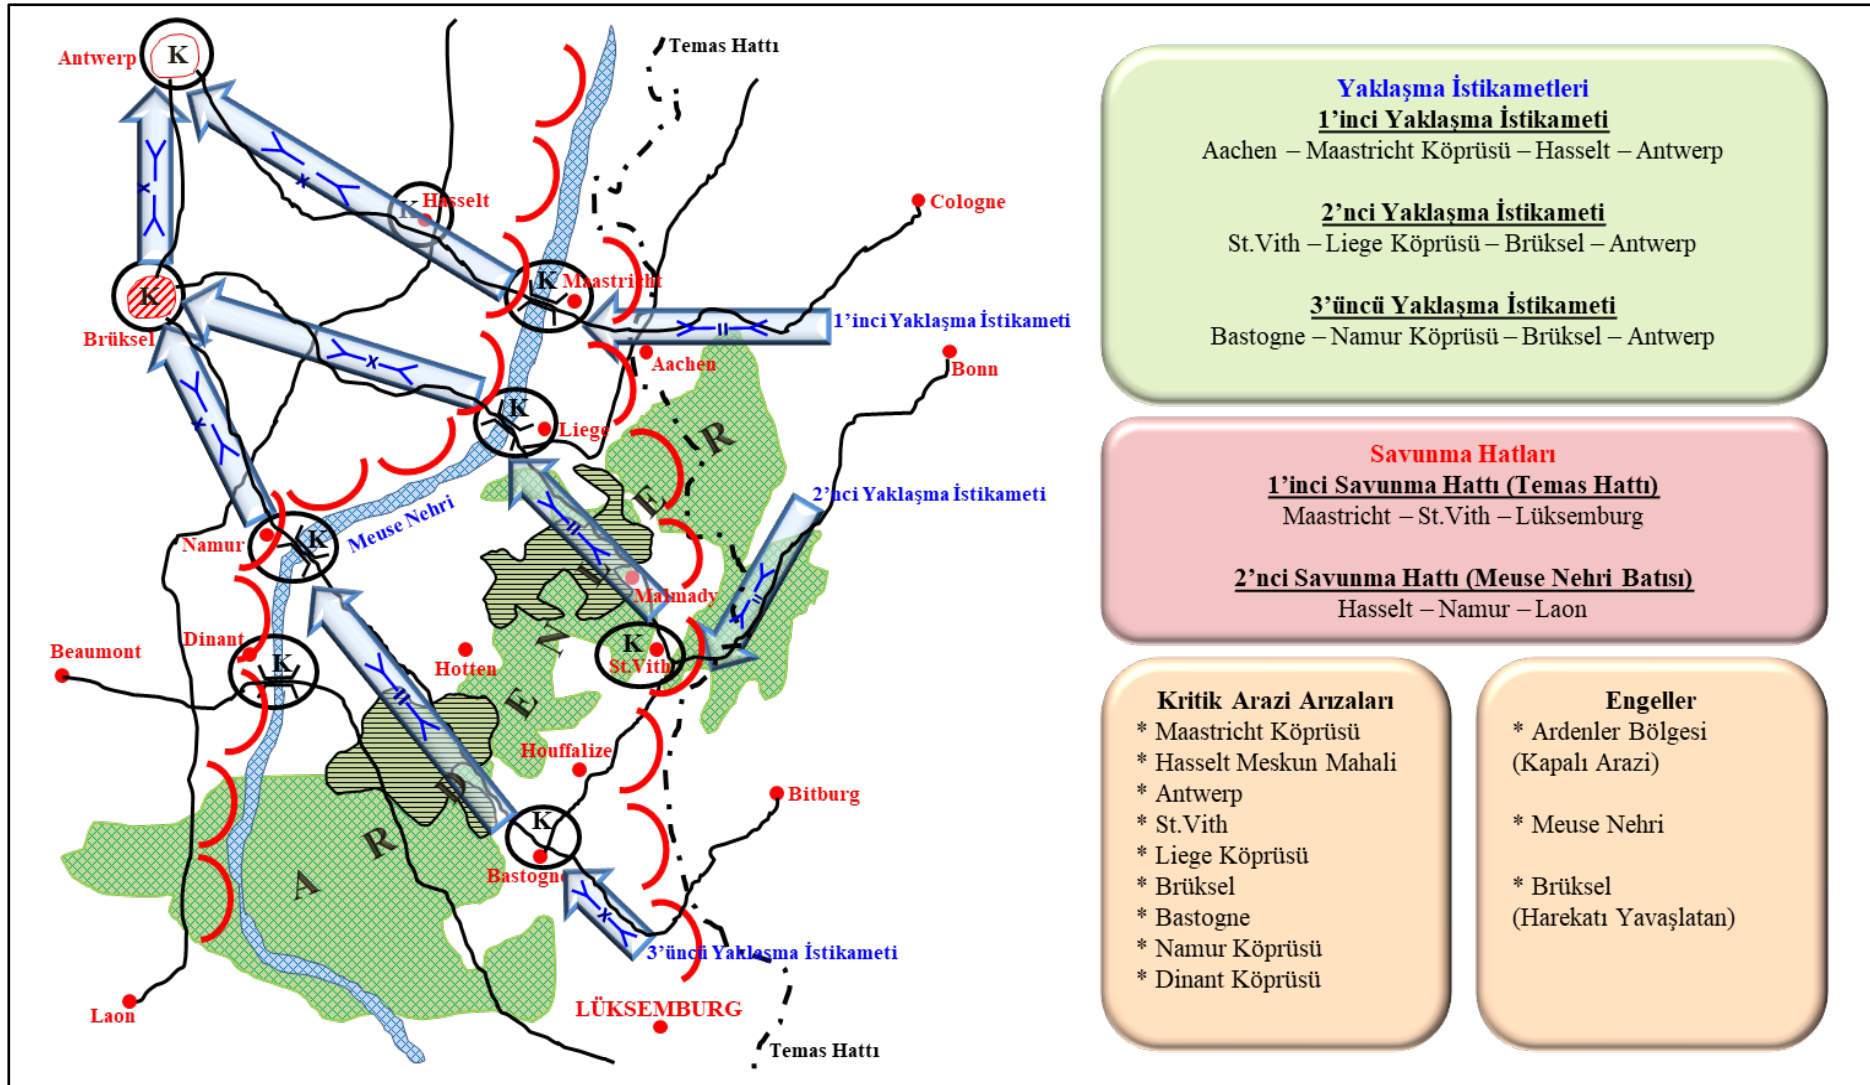 Temas Hattı
Antwerp
K
K
Hasselt
Cologne
K
Maastricht
K
Brüksel
1’inci Yaklaşma İstikameti
Aachen
Bonn
K
Liege
R
E
2’nci Yaklaşma İstikameti
Meuse Nehri
Namur
K
L
Malmady
N
K
St.Vith
Dinant
K
Beaumont
Hotten
E
Houffalize
D
Bitburg
K
R
Bastogne
A
3’üncü Yaklaşma İstikameti
LÜKSEMBURG
Laon
Temas Hattı
Yaklaşma İstikametleri
1’inci Yaklaşma İstikameti
Aachen – Maastricht Köprüsü – Hasselt – Antwerp
2’nci Yaklaşma İstikameti
St.Vith – Liege Köprüsü – Brüksel – Antwerp
3’üncü Yaklaşma İstikameti
Bastogne – Namur Köprüsü – Brüksel – Antwerp
Savunma Hatları
1’inci Savunma Hattı (Temas Hattı)
Maastricht – St.Vith – Lüksemburg
2’nci Savunma Hattı (Meuse Nehri Batısı)
Hasselt – Namur – Laon
Kritik Arazi Arızaları
* Maastricht Köprüsü
* Hasselt Meskun Mahali
* Antwerp
* St.Vith
* Liege Köprüsü
* Brüksel
* Bastogne
* Namur Köprüsü
* Dinant Köprüsü
Engeller
* Ardenler Bölgesi
(Kapalı Arazi)
* Meuse Nehri
* Brüksel
(Harekatı Yavaşlatan)